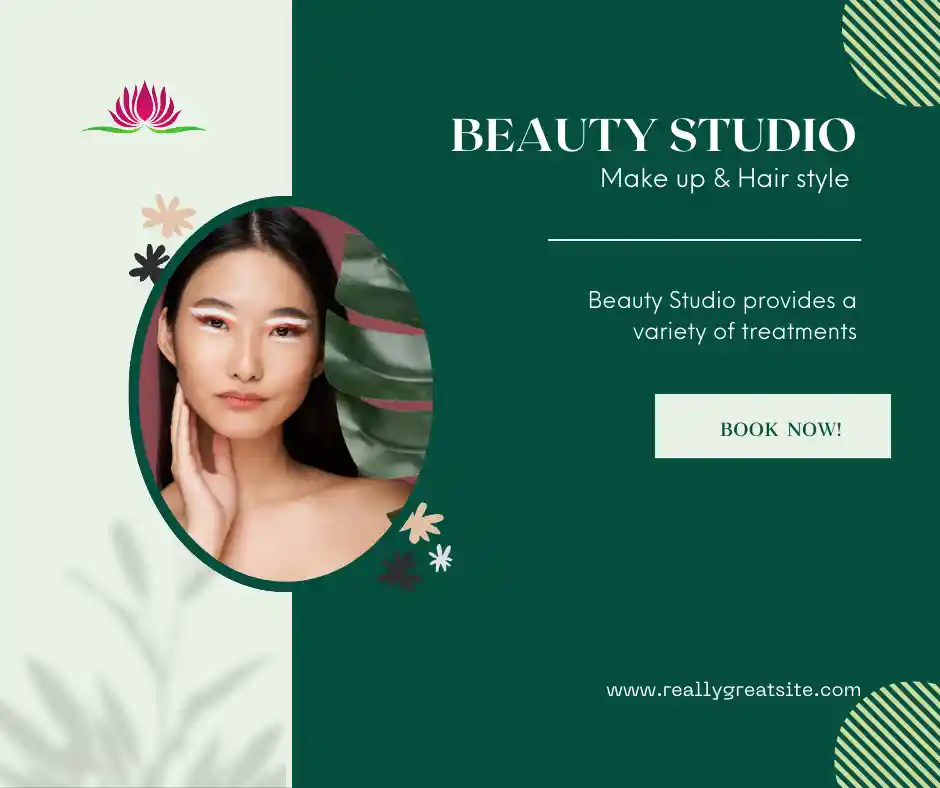 BEAUTY STUDIO
Make up & Hair style
Beauty Studio provides a
variety of treatments
BOOK NOW!
www.reallygreatsite.com